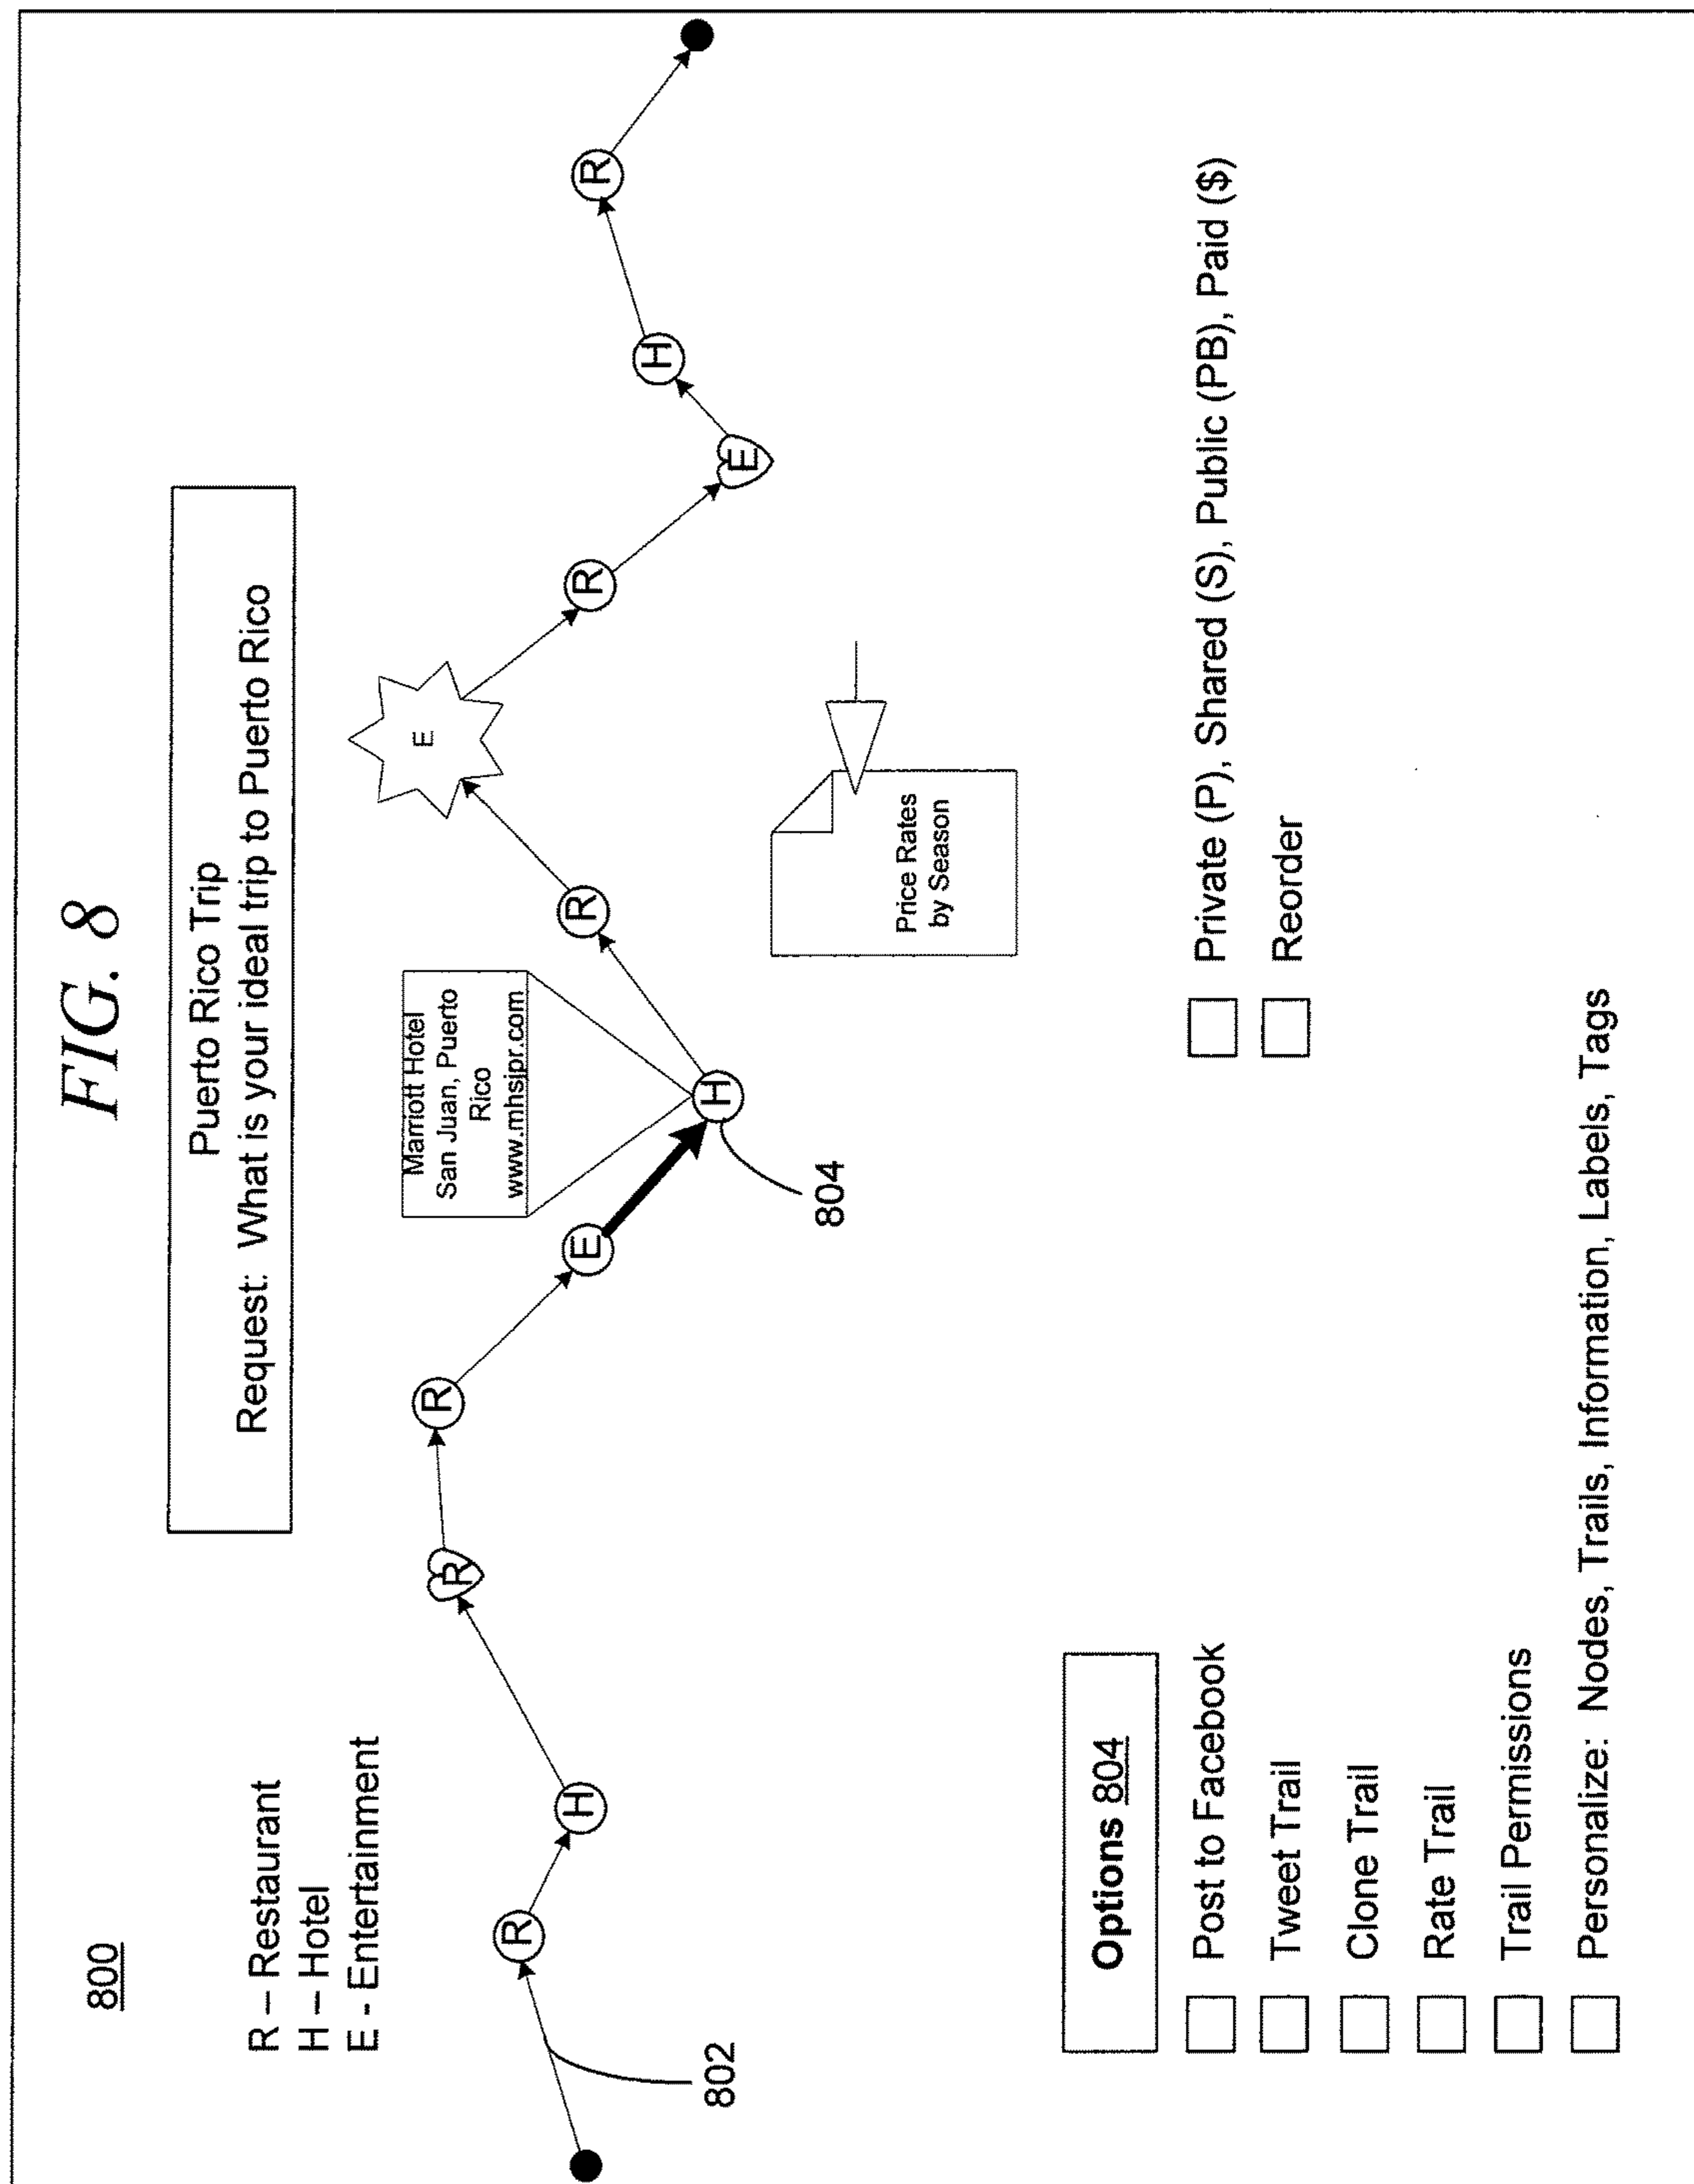 FIG. 8
800
Puerto Rico Trip
Request: What is your ideal trip to Puerto Rico
R – Restaurant
H – Hotel
E - Entertainment
802
R
H
R
R
E
Marriott Hotel
San Juan, Puerto
Rico
www.mhsjpr.com
H
804
R
E
R
E
H
R
Price Rates
by Season
Options 804
Post to Facebook
Tweet Trail
Clone Trail
Rate Trail
Trail Permissions
Personalize: Nodes, Trails, Information, Labels, Tags
Private (P), Shared (S), Public (PB), Paid ($)
Reorder